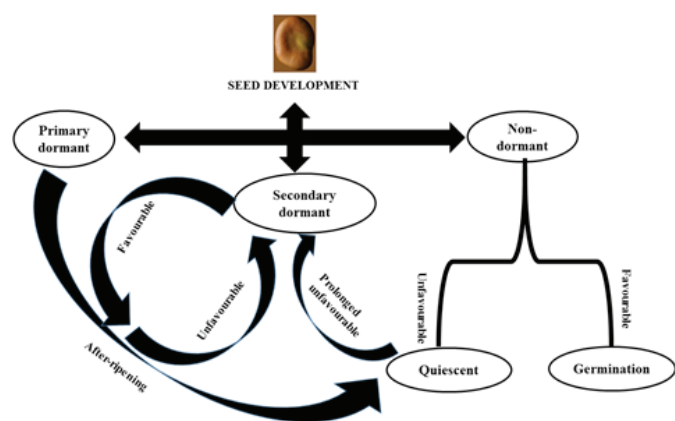 SEED DEVELOPMENT
Primary
dormant
Non-
dormant
Secondary
dormant
Favourable
Unfavourable
Prolonged
unfavourable
After-ripening
Unfavourable
Favourable
Quiescent
Germination